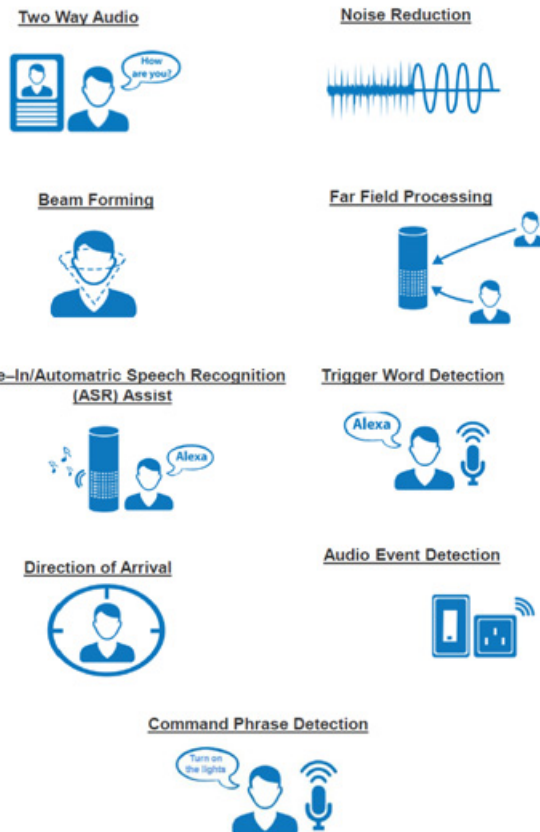 Two Way Audio
Noise Reduction
How
are you?
Beam Forming
Far Field Processing
e–In/Automatric Speech Recognition
(ASR) Assist
Trigger Word Detection
Alexa
Alexa
Direction of Arrival
Audio Event Detection
Command Phrase Detection
Turn on
the lights